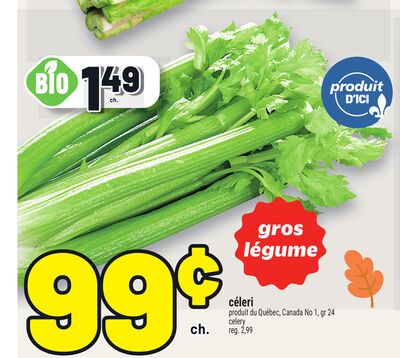 BIO
1.49
ch.
produit
D'ICI
gros
légume
99¢
ch.
céleri
produit du Québec, Canada No 1, gr 24
celery
reg. 2,99